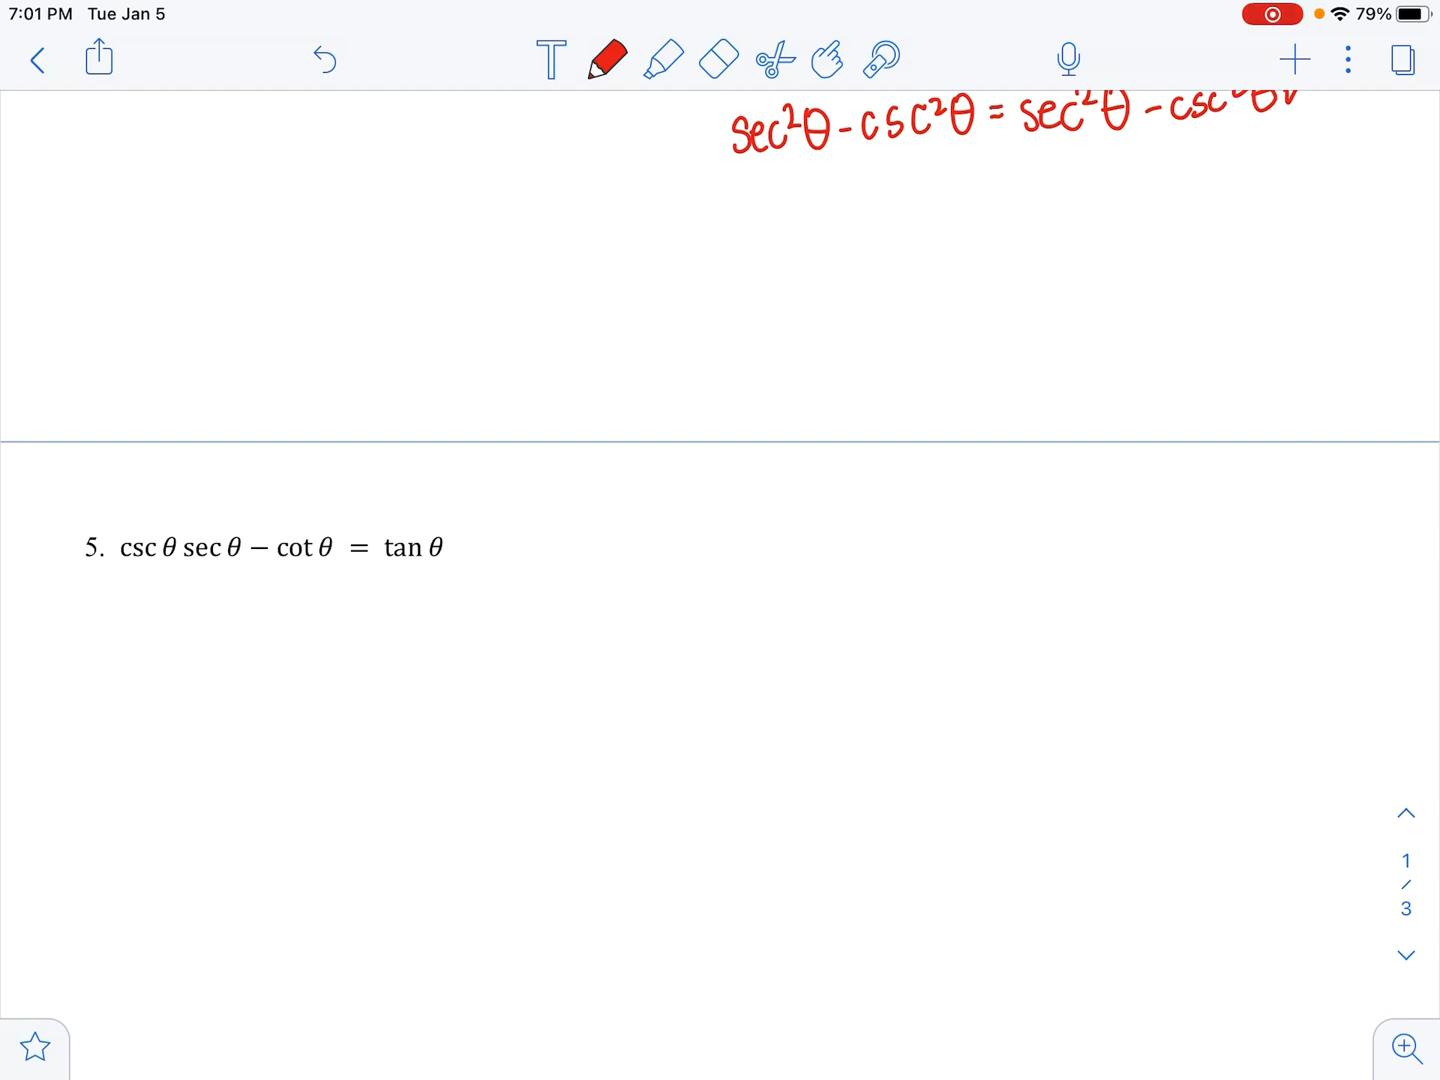 7:01 PM Tue Jan 5 79%
sec²θ - csc²θ = sec²θ - csc²θ
5. csc θ sec θ − cot θ = tan θ
1
/
3